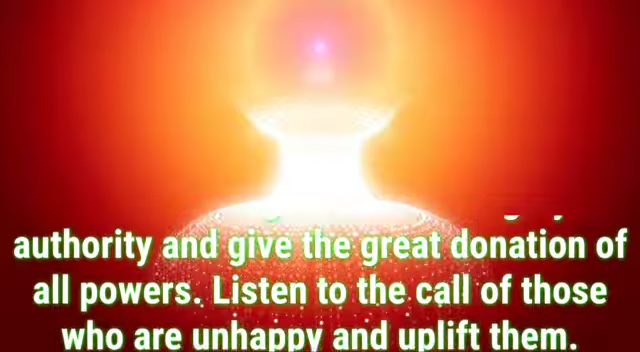 authority and give the great donation of
all powers. Listen to the call of those
who are unhappy and uplift them.